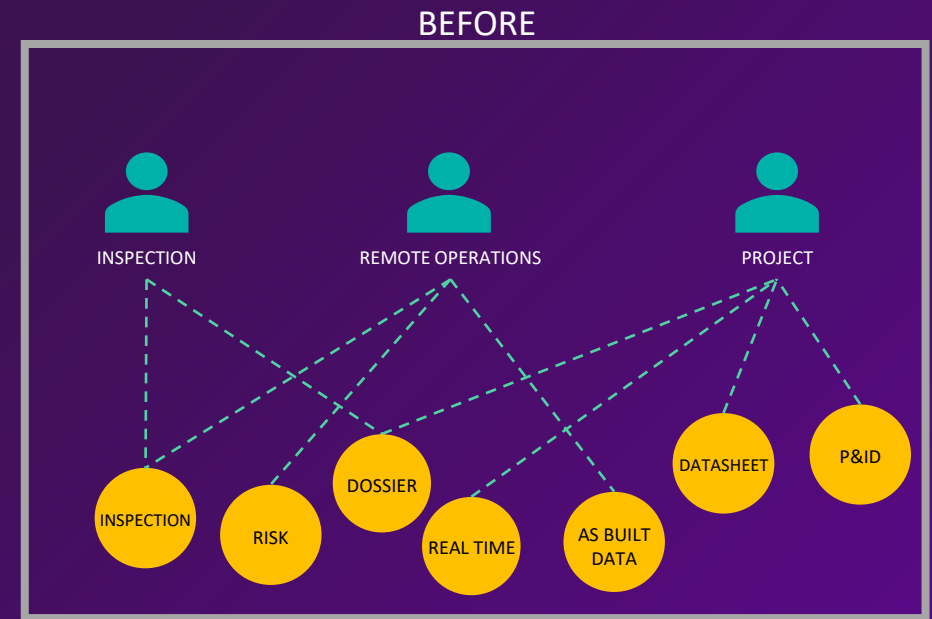 BEFORE
INSPECTION
REMOTE OPERATIONS
PROJECT
INSPECTION
RISK
DOSSIER
REAL TIME
AS BUILT
DATA
DATASHEET
P&ID